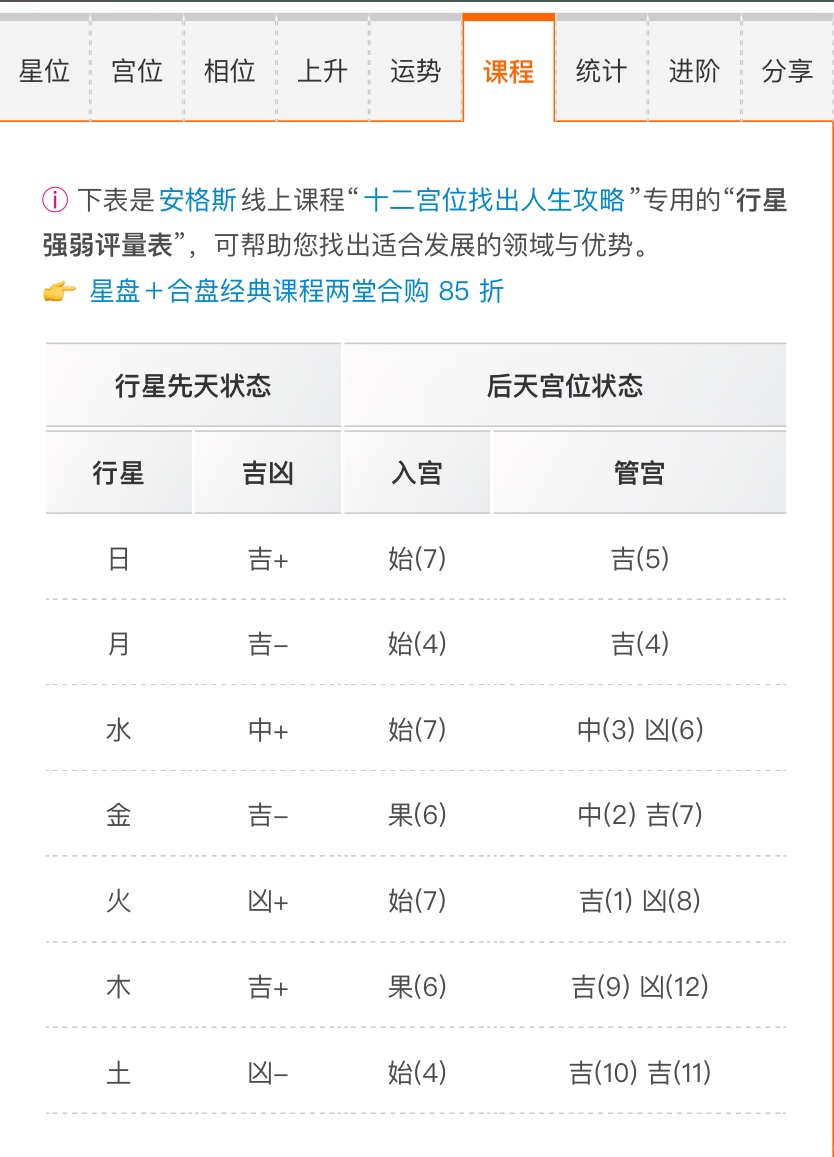 星位 宫位 相位 上升 运势 课程 统计 进阶 分享
ⓘ 下表是 安格斯 线上课程“ 十二宫位找出人生攻略 ”专用的“行星
强弱评量表”，可帮助您找出适合发展的领域与优势。
👉 星盘＋合盘经典课程两堂合购 85 折
行星先天状态 后天宫位状态
行星 吉凶 入宫 管宫
日 吉+ 始(7) 吉(5)
月 吉– 始(4) 吉(4)
水 中+ 始(7) 中(3) 凶(6)
金 吉– 果(6) 中(2) 吉(7)
火 凶+ 始(7) 吉(1) 凶(8)
木 吉+ 果(6) 吉(9) 凶(12)
土 凶– 始(4) 吉(10) 吉(11)